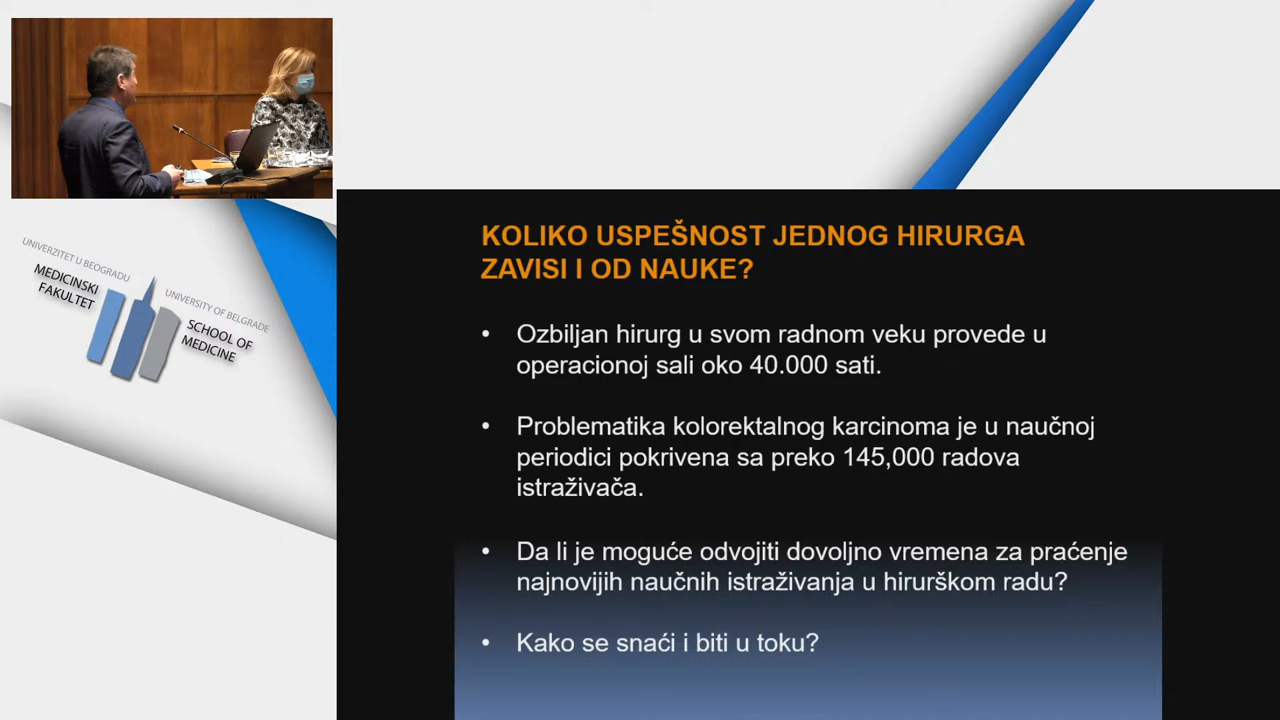 UNIVERZITET U BEOGRADU
MEDICINSKI
FAKULTET
UNIVERSITY OF BELGRADE
SCHOOL OF
MEDICINE
KOLIKO USPEŠNOST JEDNOG HIRURGA
ZAVISI I OD NAUKE?
• Ozbiljan hirurg u svom radnom veku provede u
operacionoj sali oko 40.000 sati.
• Problematika kolorektalnog karcinoma je u naučnoj
periodici pokrivena sa preko 145,000 radova
istraživača.
• Da li je moguće odvojiti dovoljno vremena za praćenje
najnovijih naučnih istraživanja u hirurškom radu?
• Kako se snaći i biti u toku?